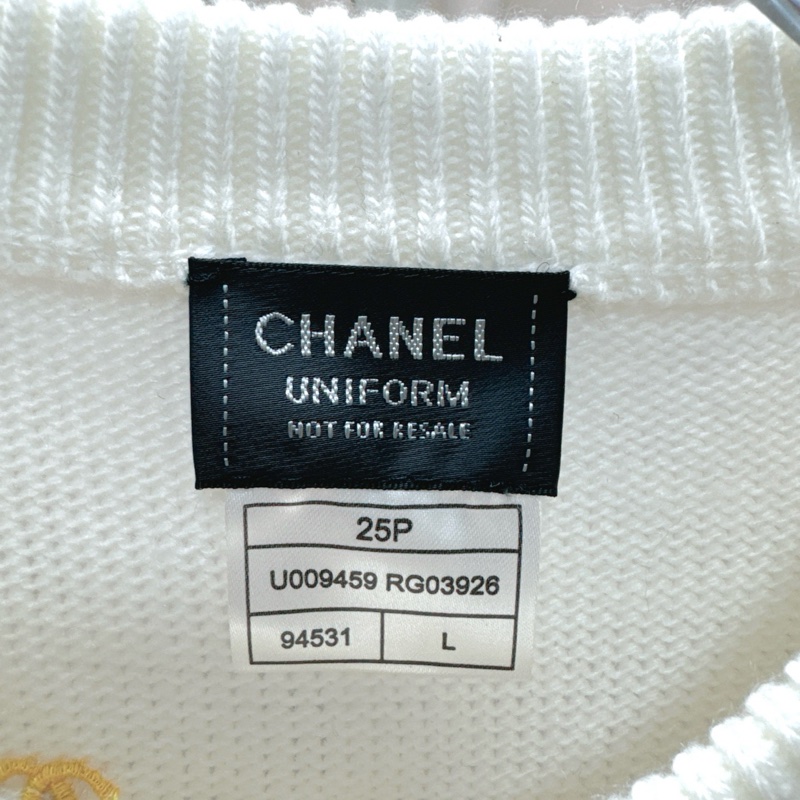 CHANEL
UNIFORM
NOT FOR RESALE
25P
U009459 RG03926
94531 L